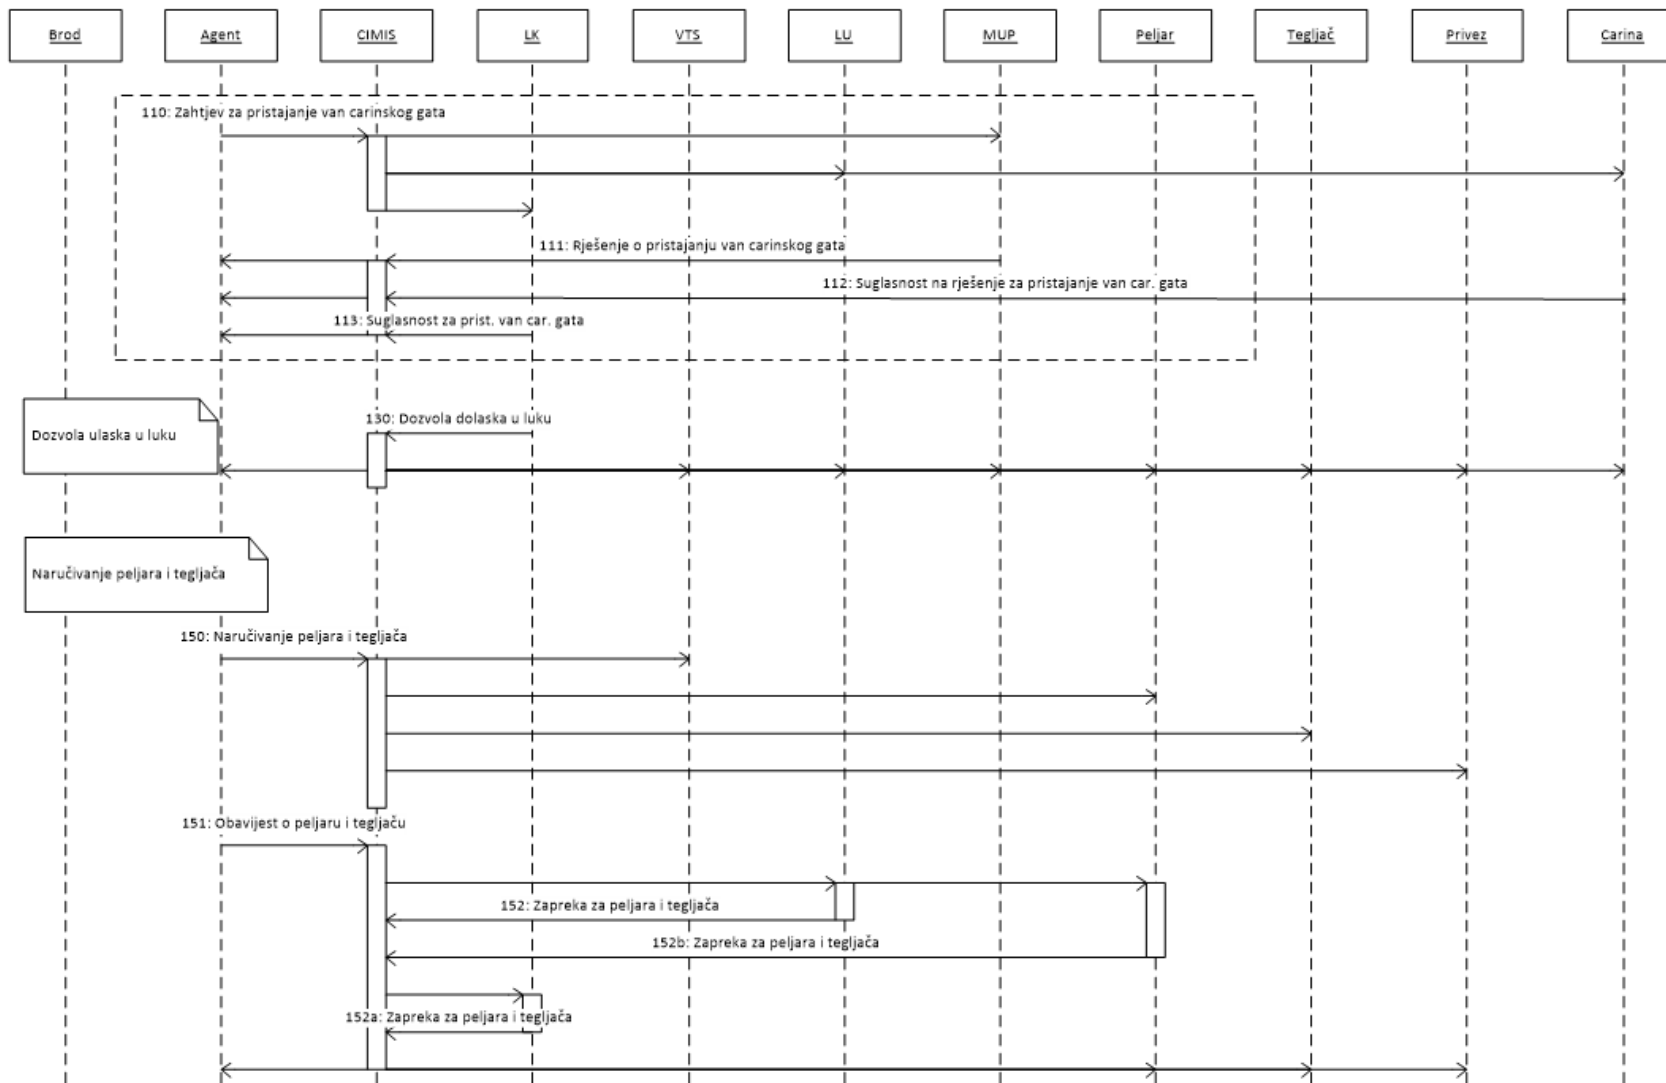 Brod
Agent
CIMIS
LK
VTS
LU
MUP
Peljar
Tegljač
Privez
Carina
110: Zahtjev za pristajanje van carinskog gata
111: Rješenje o pristajanju van carinskog gata
112: Suglasnost na rješenje za pristajanje van car. gata
113: Suglasnost za prist. van car. gata
130: Dozvola dolaska u luku
Dozvola ulaska u luku
Naručivanje peljara i tegljača
150: Naručivanje peljara i tegljača
151: Obavijest o peljaru i tegljaču
152: Zapreka za peljara i tegljača
152b: Zapreka za peljara i tegljača
152a: Zapreka za peljara i tegljača